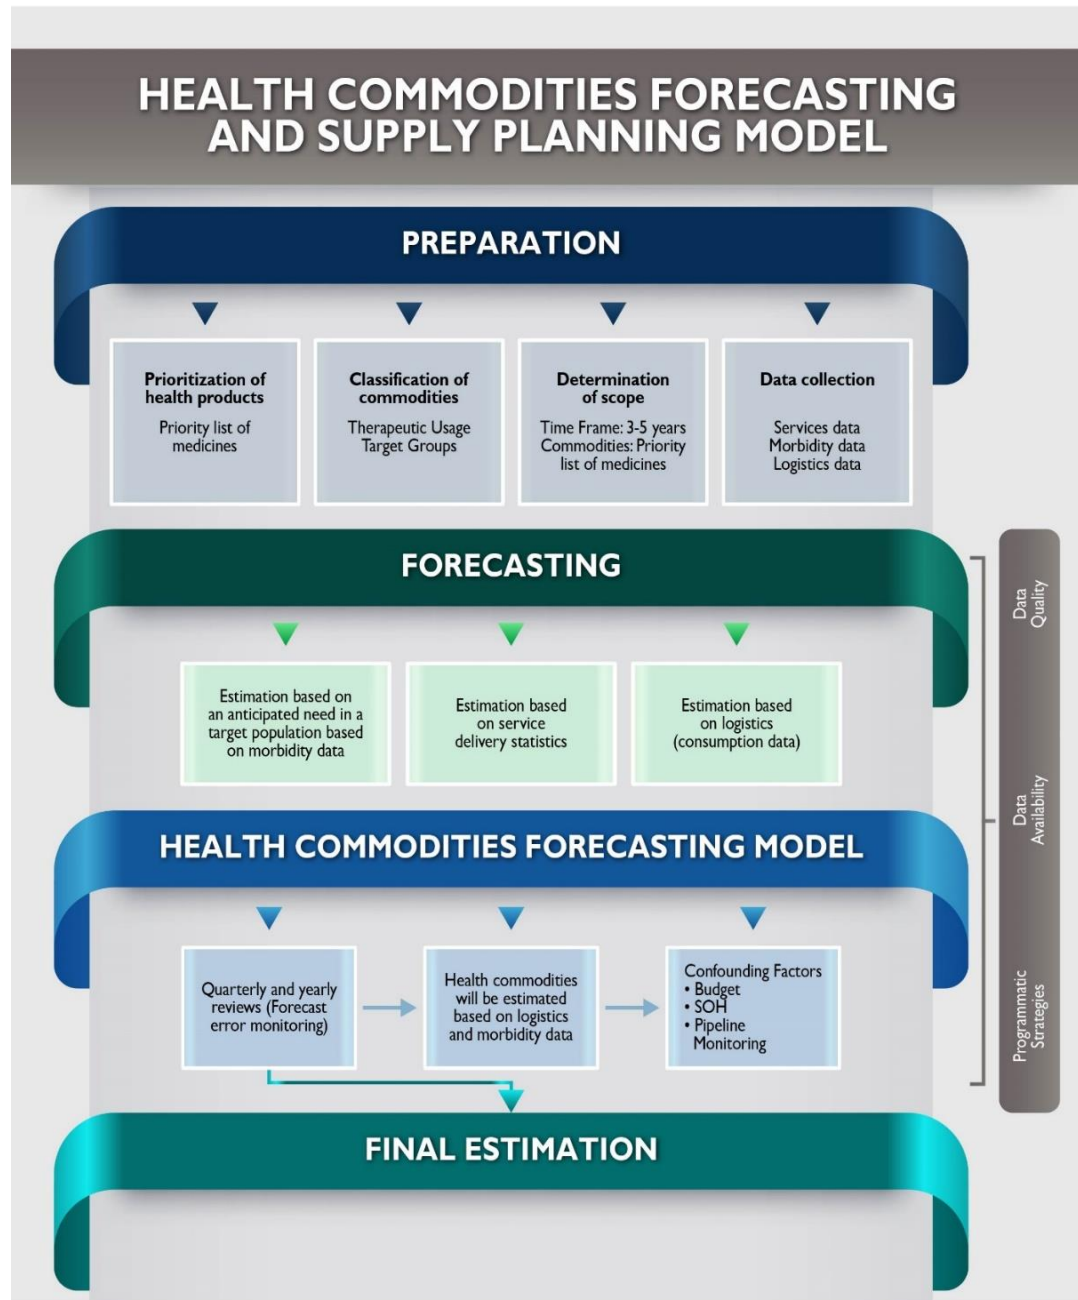 HEALTH COMMODITIES FORECASTING
AND SUPPLY PLANNING MODEL
PREPARATION
Prioritization of
health products
Priority list of
medicines
Classification of
commodities
Therapeutic Usage
Target Groups
Determination
of scope
Time Frame: 3-5 years
Commodities: Priority
list of medicines
Data collection
Services data
Morbidity data
Logistics data
FORECASTING
Estimation based on
an anticipated need in a
target population based
on morbidity data
Estimation based
on service
delivery statistics
Estimation based
on logistics
(consumption data)
HEALTH COMMODITIES FORECASTING MODEL
Quarterly and yearly
reviews (Forecast
error monitoring)
Health commodities
will be estimated
based on logistics
and morbidity data
Confounding Factors
• Budget
• SOH
• Pipeline
Monitoring
Data
Quality
Data
Availability
Programmatic
Strategies
FINAL ESTIMATION